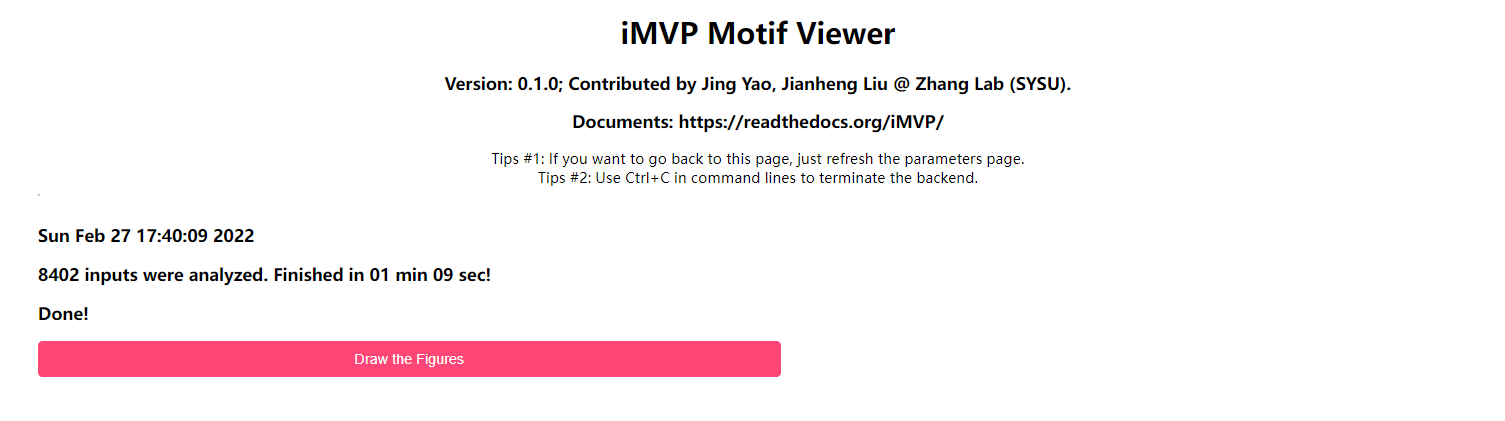 iMVP Motif Viewer
Version: 0.1.0; Contributed by Jing Yao, Jianheng Liu @ Zhang Lab (SYSU).
Documents: https://readthedocs.org/iMVP/
Tips #1: If you want to go back to this page, just refresh the parameters page.
Tips #2: Use Ctrl+C in command lines to terminate the backend.
Sun Feb 27 17:40:09 2022
8402 inputs were analyzed. Finished in 01 min 09 sec!
Done!
Draw the Figures